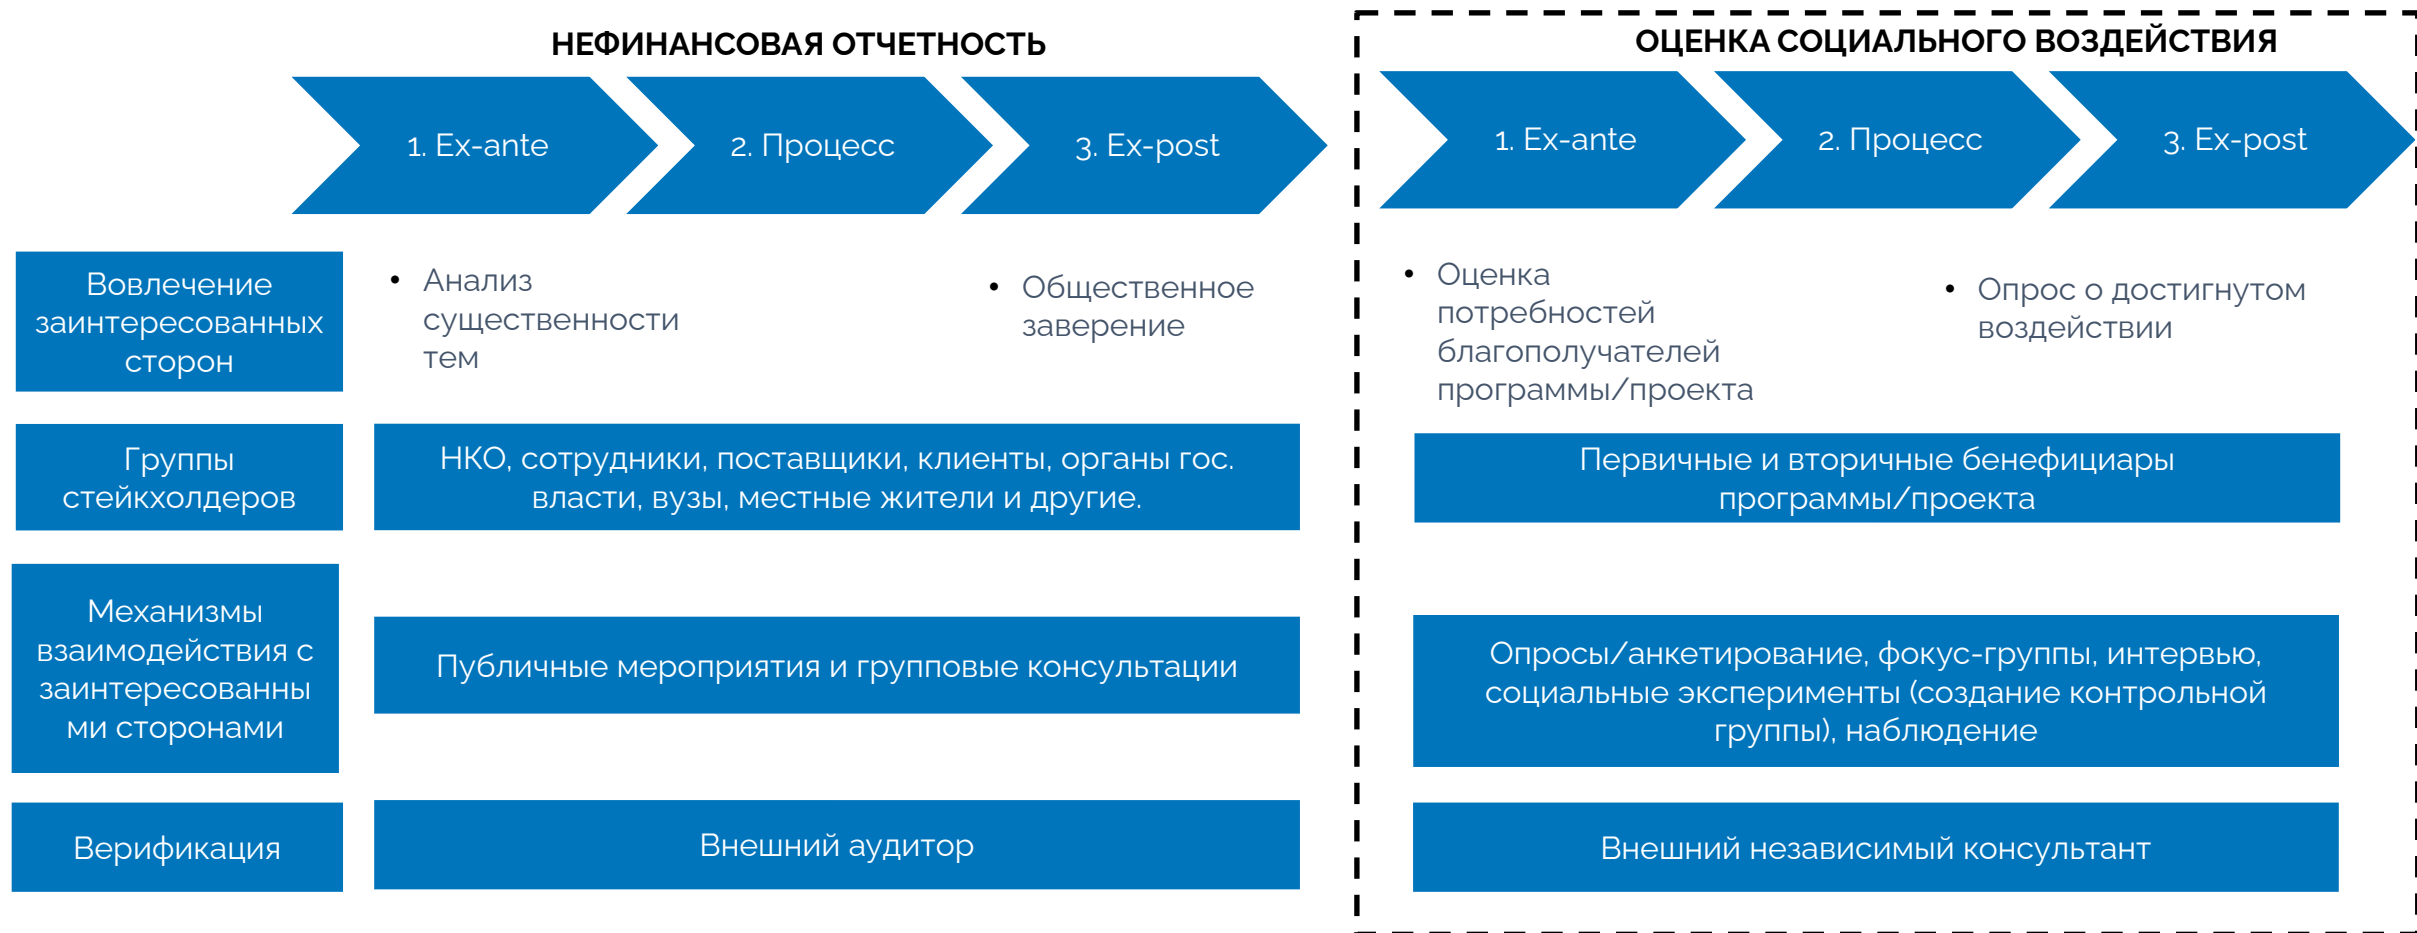 НЕФИНАНСОВАЯ ОТЧЕТНОСТЬ
1. Ex-ante
2. Процесс
3. Ex-post
ОЦЕНКА СОЦИАЛЬНОГО ВОЗДЕЙСТВИЯ
1. Ex-ante
2. Процесс
3. Ex-post
Вовлечение
заинтересованных
сторон
• Анализ
существенности
тем
• Общественное
заверение
• Оценка
потребностей
благополучателей
программы/проекта
• Опрос о достигнутом
воздействии
Группы
стейкхолдеров
НКО, сотрудники, поставщики, клиенты, органы гос.
власти, вузы, местные жители и другие.
Первичные и вторичные бенефициары
программы/проекта
Механизмы
взаимодействия с
заинтересованны
ми сторонами
Публичные мероприятия и групповые консультации
Опросы/анкетирование, фокус-группы, интервью,
социальные эксперименты (создание контрольной
группы), наблюдение
Верификация
Внешний аудитор
Внешний независимый консультант